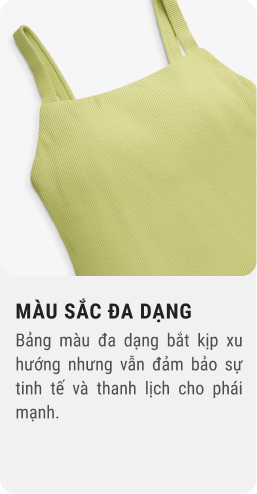 MÀU SẮC ĐA DẠNG
Bảng màu đa dạng bắt kịp xu
hướng nhưng vẫn đảm bảo sự
tinh tế và thanh lịch cho phái
mạnh.